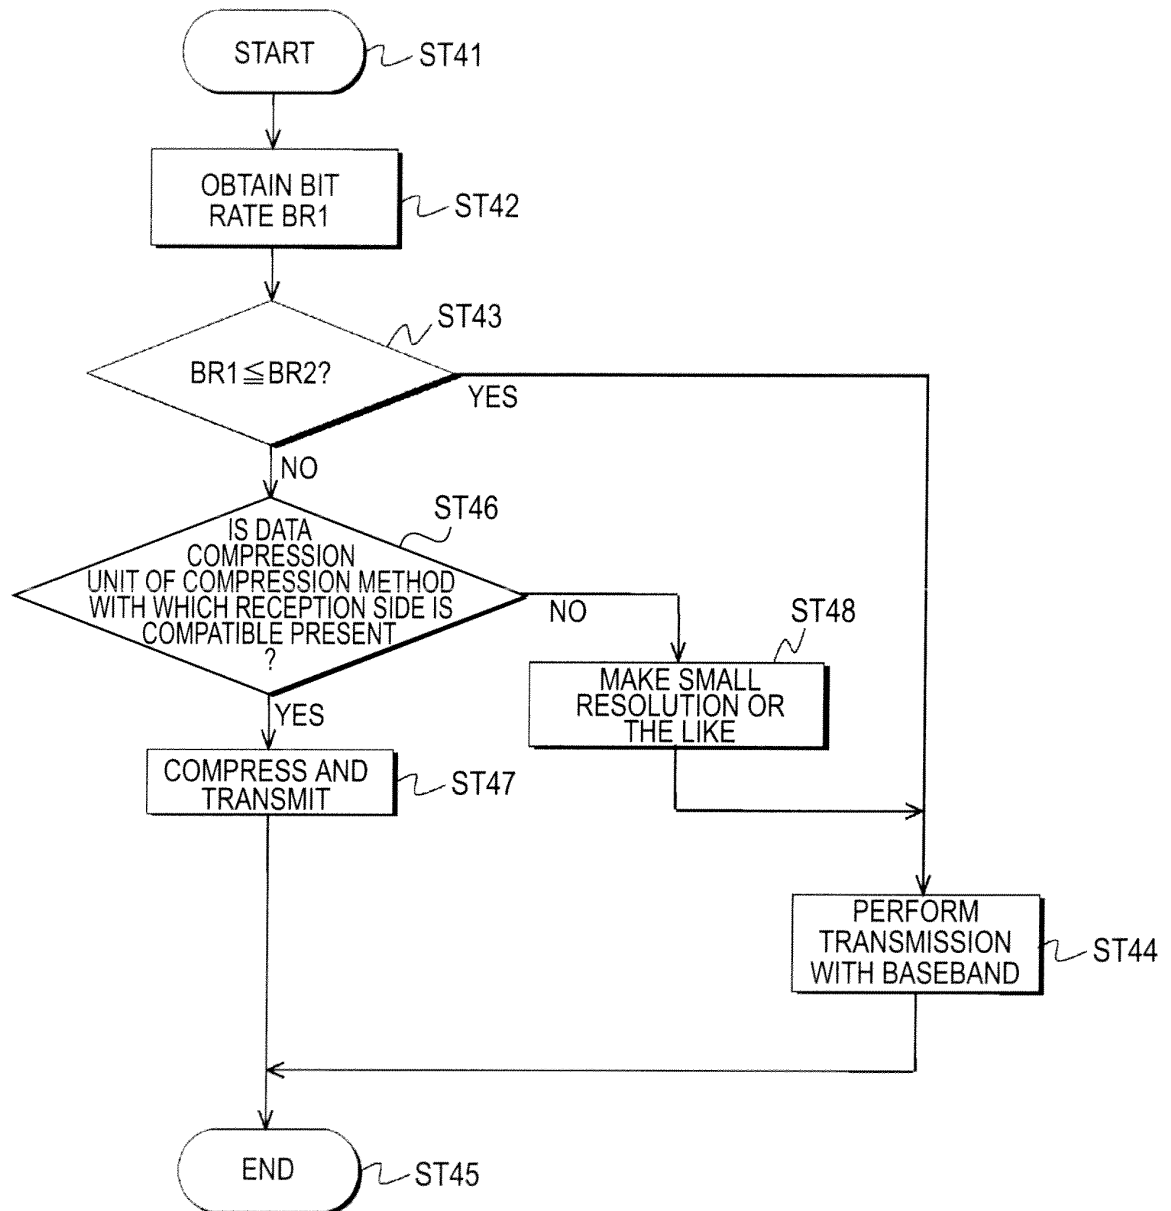 START
ST41
OBTAIN BIT
RATE BR1
ST42
ST43
BR1≦BR2?
YES
NO
ST46
IS DATA
COMPRESSION
UNIT OF COMPRESSION METHOD
WITH WHICH RECEPTION SIDE IS
COMPATIBLE PRESENT
?
NO
ST48
MAKE SMALL
RESOLUTION OR
THE LIKE
YES
COMPRESS AND
TRANSMIT
ST47
PERFORM
TRANSMISSION
WITH BASEBAND
ST44
END
ST45